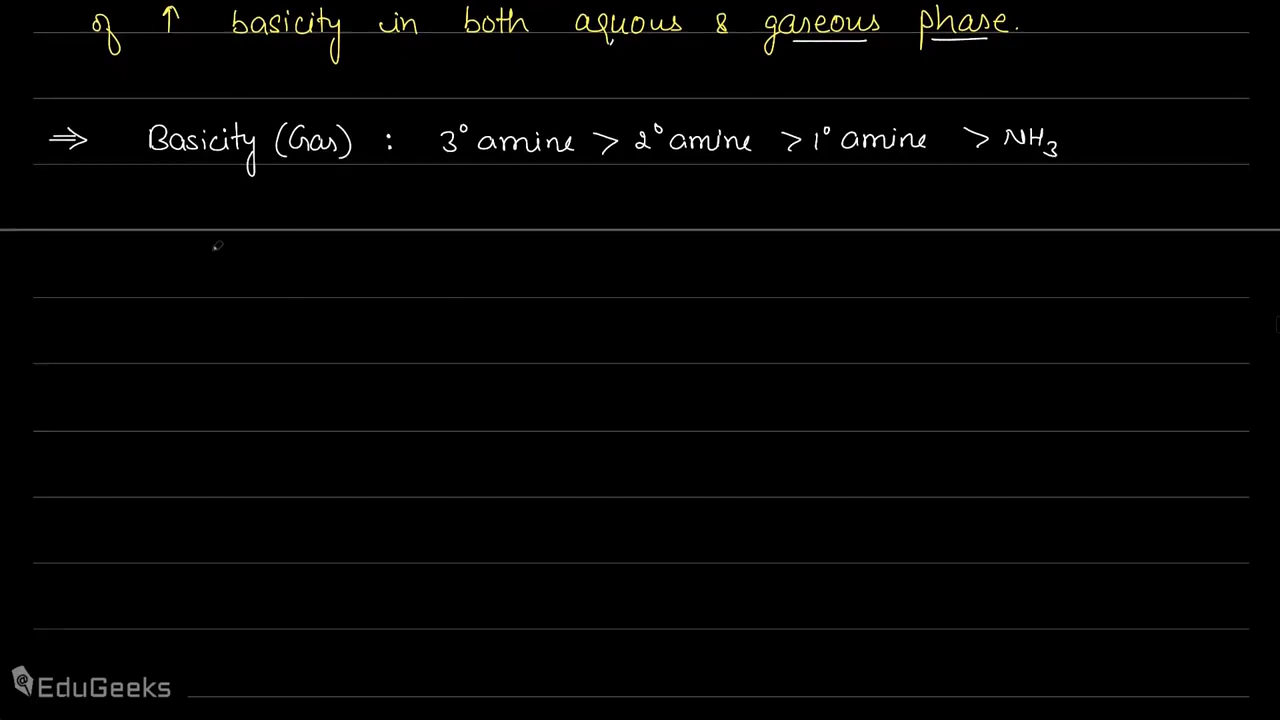 of ↑ basicity in both aquous & gaseous phase.
⇒ Basicity (Gas) : 3° amine > 2° amine > 1° amine > NH₃
EduGeeks